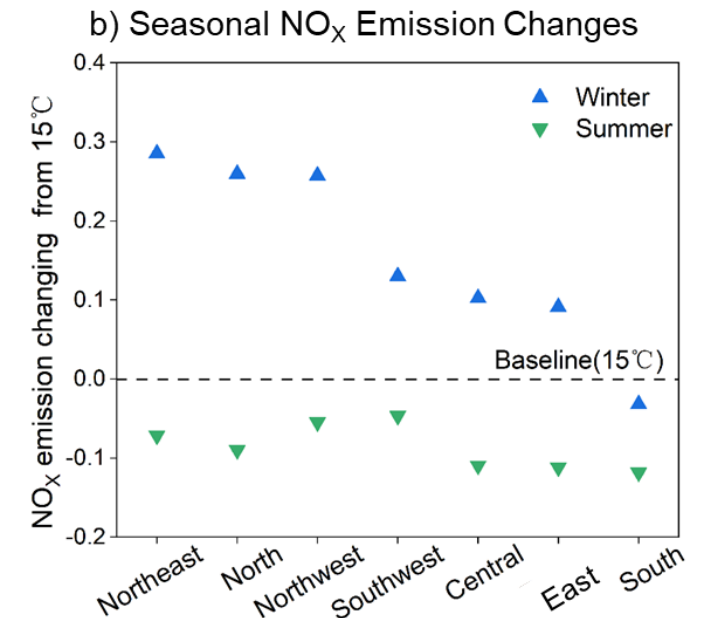 b) Seasonal NOₓ Emission Changes
NOₓ emission changing from 15℃
0.4
0.3
0.2
0.1
0.0
-0.1
-0.2
Winter
Summer
Baseline(15℃)
Northeast
North
Northwest
Southwest
Central
East
South